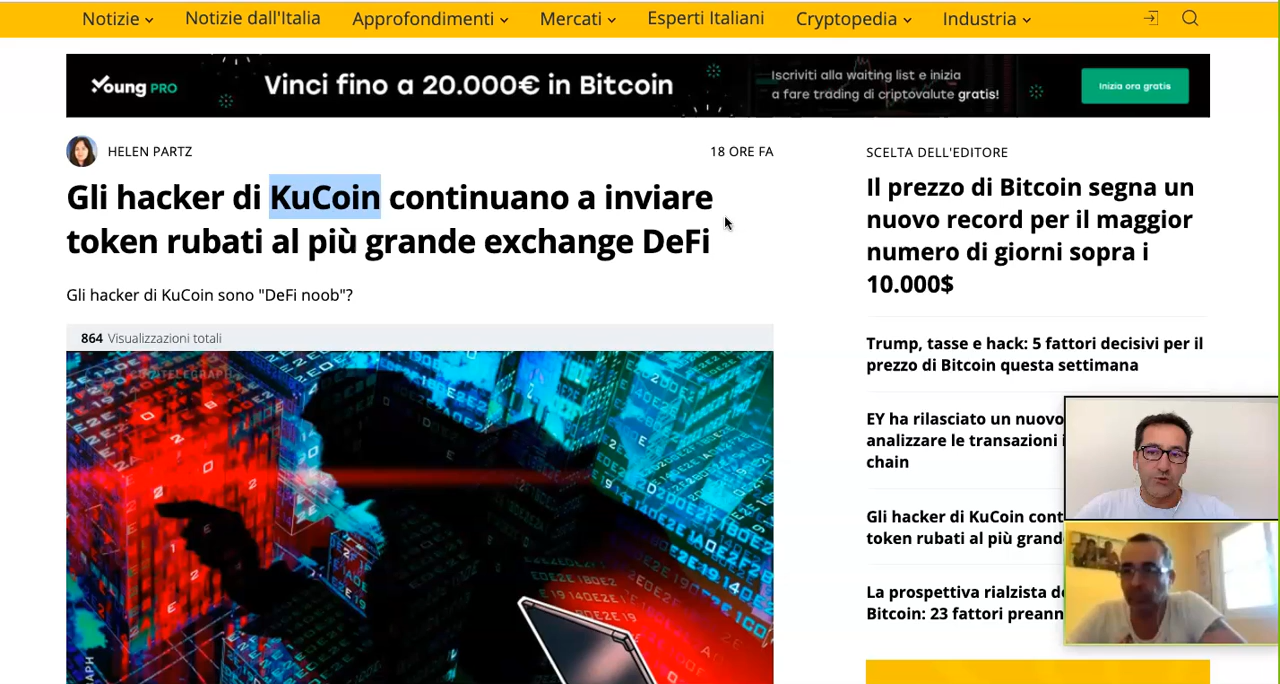 Notizie
Notizie dall'Italia
Approfondimenti
Mercati
Esperti Italiani
Cryptopedia
Industria
Young PRO
Vinci fino a 20.000€ in Bitcoin
Iscriviti alla waiting list e inizia
a fare trading di criptovalute gratis!
Inizia ora gratis
HELEN PARTZ
18 ORE FA
Gli hacker di KuCoin continuano a inviare
token rubati al più grande exchange DeFi
Gli hacker di KuCoin sono "DeFi noob"?
864 Visualizzazioni totali
COINTELEGRAPH
SCELTA DELL'EDITORE
Il prezzo di Bitcoin segna un
nuovo record per il maggior
numero di giorni sopra i
10.000$
Trump, tasse e hack: 5 fattori decisivi per il
prezzo di Bitcoin questa settimana
EY ha rilasciato un nuovo
analizzare le transazioni i
chain
Gli hacker di KuCoin cont
token rubati al più grand
La prospettiva rialzista d
Bitcoin: 23 fattori preann